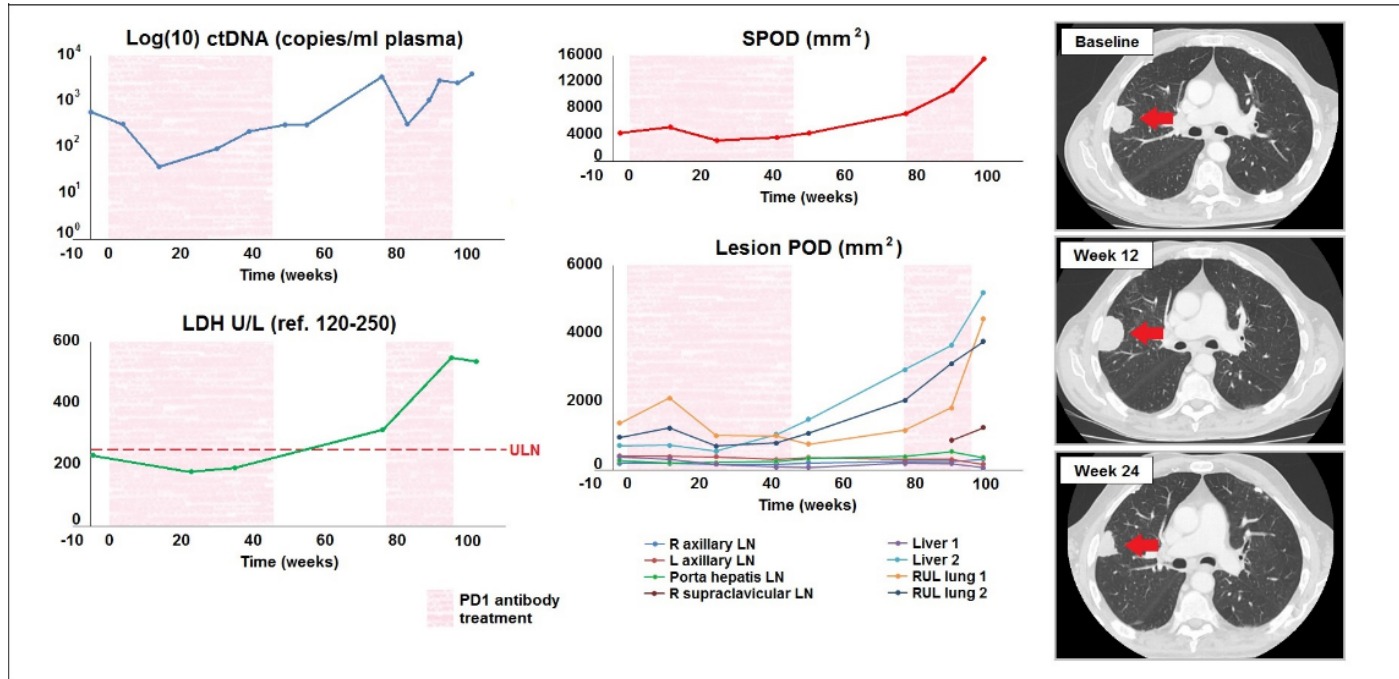 Log(10) ctDNA (copies/ml plasma)
10⁴
10³
10²
10¹
10⁰
-10 0 20 40 60 80 100
Time (weeks)
LDH U/L (ref. 120-250)
600
400
200
0
ULN
-10 0 20 40 60 80 100
Time (weeks)
PD1 antibody
treatment
SPOD (mm²)
16000
12000
8000
4000
0
-10 0 20 40 60 80 100
Time (weeks)
Lesion POD (mm²)
6000
4000
2000
0
-10 0 20 40 60 80 100
Time (weeks)
R axillary LN
L axillary LN
Porta hepatis LN
R supraclavicular LN
Liver 1
Liver 2
RUL lung 1
RUL lung 2
Baseline
Week 12
Week 24